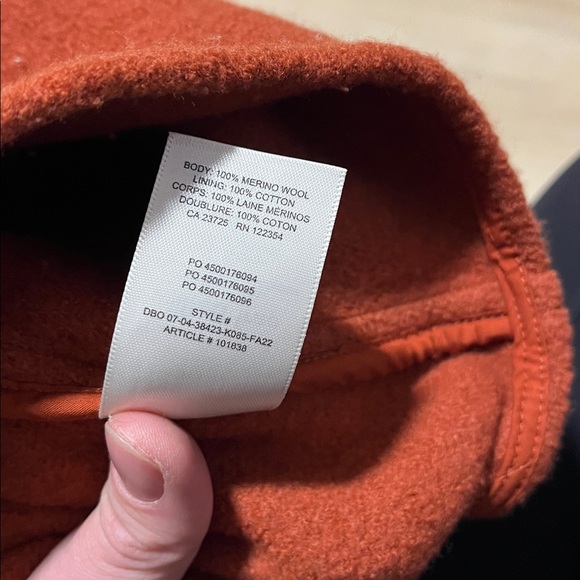 BODY: 100% MERINO WOOL
LINING: 100% COTTON
CORPS: 100% LAINE MÉRINOS
DOUBLURE: 100% COTON
CA 23725 RN 122354
PO 4500176094
PO 4500176095
PO 4500176096
STYLE #
DBO 07-04-38423-K085-FA22
ARTICLE # 101838